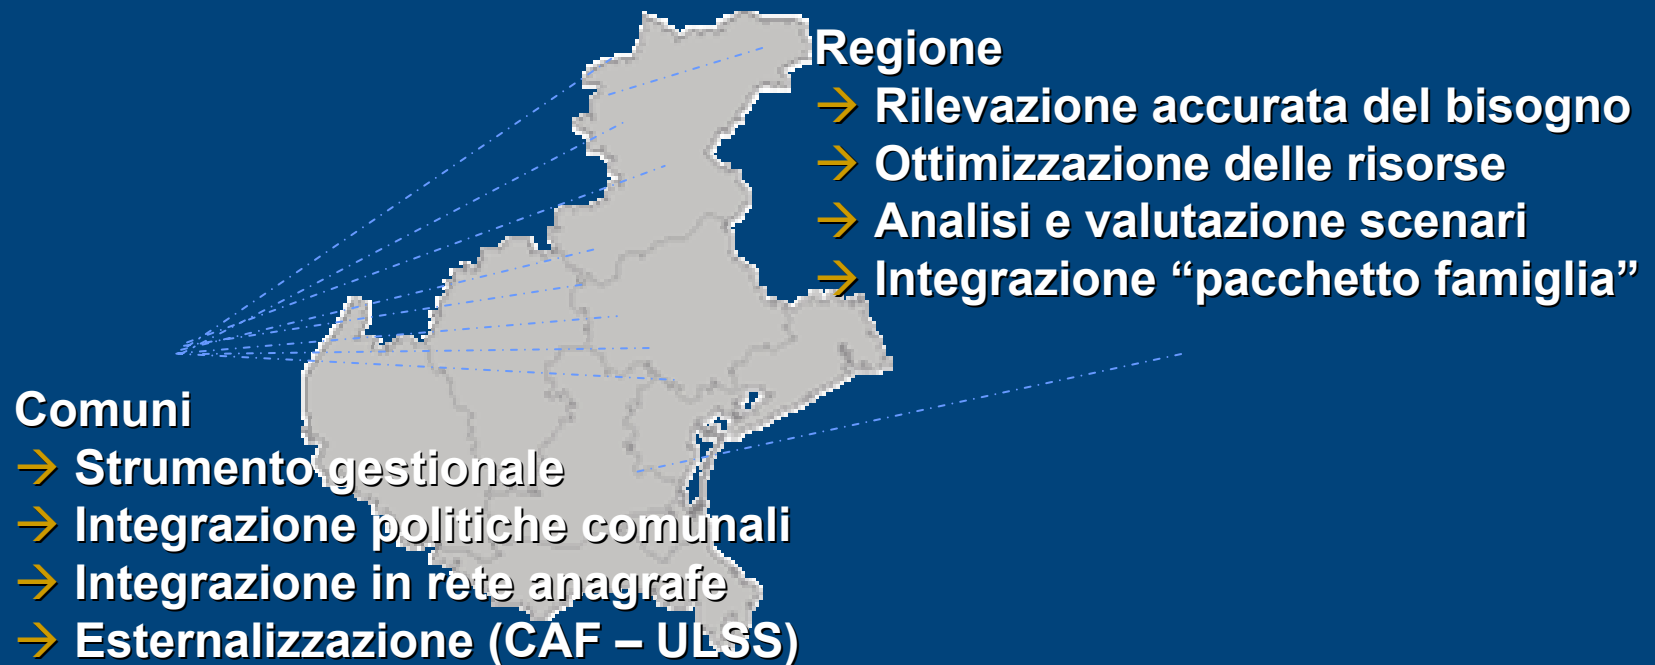 Regione
→ Rilevazione accurata del bisogno
→ Ottimizzazione delle risorse
→ Analisi e valutazione scenari
→ Integrazione “pacchetto famiglia”
Comuni
→ Strumento gestionale
→ Integrazione politiche comunali
→ Integrazione in rete anagrafe
→ Esternalizzazione (CAF – ULSS)